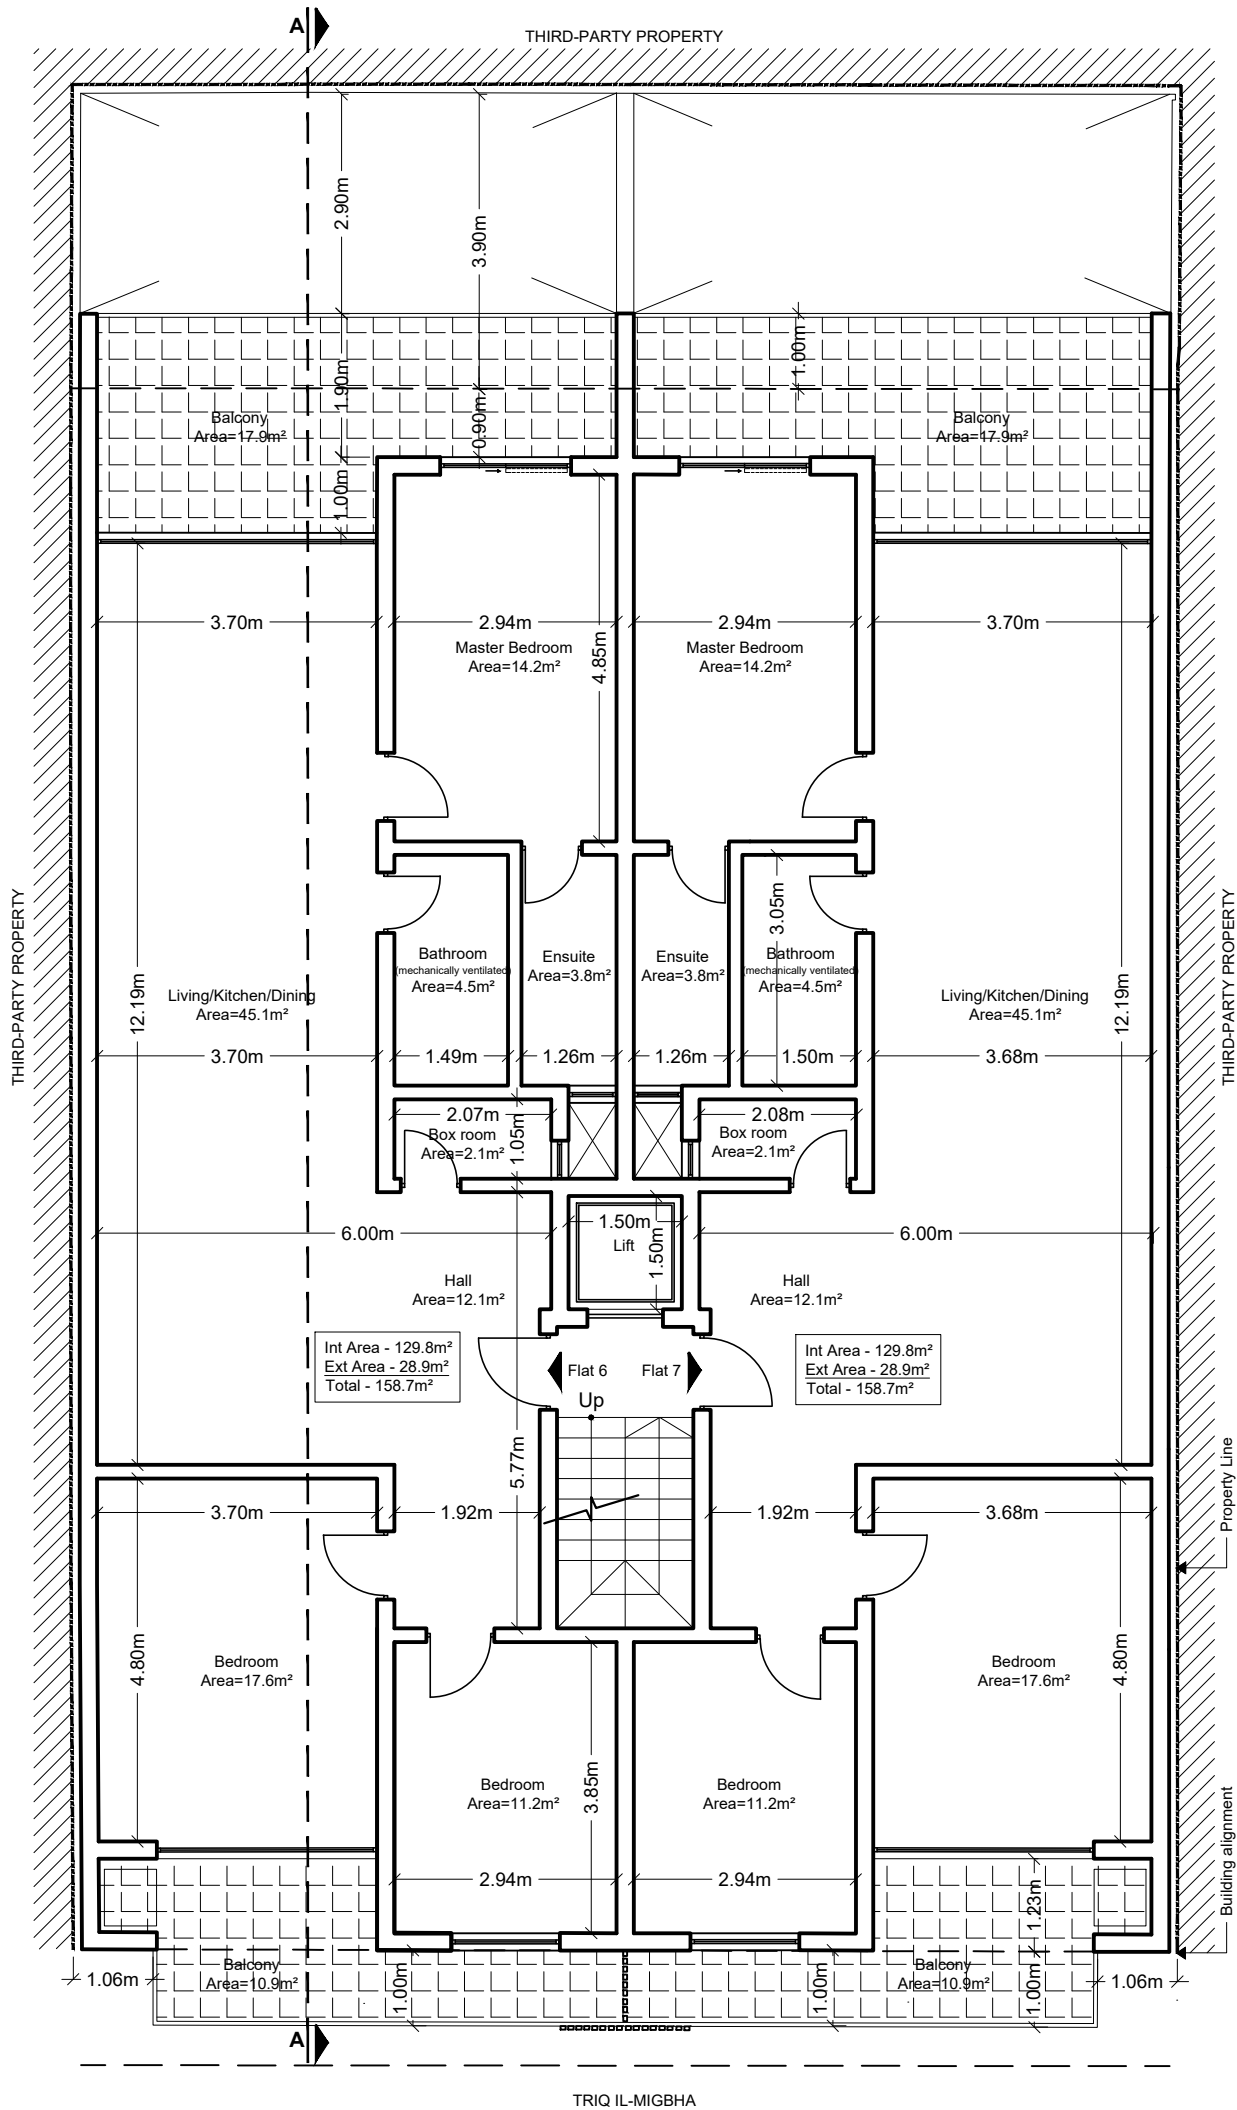 A
THIRD-PARTY PROPERTY
2.90m
3.90m
1.90m
0.90m
1.00m
1.00m
Balcony
Area=17.9m²
Balcony
Area=17.9m²
3.70m
2.94m
2.94m
3.70m
Master Bedroom
Area=14.2m²
Master Bedroom
Area=14.2m²
4.85m
THIRD-PARTY PROPERTY
THIRD-PARTY PROPERTY
12.19m
12.19m
3.05m
Living/Kitchen/Dining
Area=45.1m²
Bathroom
(mechanically ventilated)
Area=4.5m²
Ensuite
Area=3.8m²
Ensuite
Area=3.8m²
Bathroom
(mechanically ventilated)
Area=4.5m²
Living/Kitchen/Dining
Area=45.1m²
3.70m
1.49m
1.26m
1.26m
1.50m
3.68m
2.07m
2.08m
Box room
Area=2.1m²
1.05m
Box room
Area=2.1m²
6.00m
1.50m
Lift
1.50m
6.00m
Hall
Area=12.1m²
Hall
Area=12.1m²
Int Area - 129.8m²
Ext Area - 28.9m²
Total - 158.7m²
Flat 6
Flat 7
Up
Int Area - 129.8m²
Ext Area - 28.9m²
Total - 158.7m²
5.77m
3.70m
1.92m
1.92m
3.68m
Property Line
4.80m
4.80m
Bedroom
Area=17.6m²
Bedroom
Area=17.6m²
Bedroom
Area=11.2m²
3.85m
Bedroom
Area=11.2m²
2.94m
2.94m
1.23m
Building alignment
1.06m
Balcony
Area=10.9m²
1.00m
1.00m
Balcony
Area=10.9m²
1.00m
1.06m
A
TRIQ IL-MIGBHA